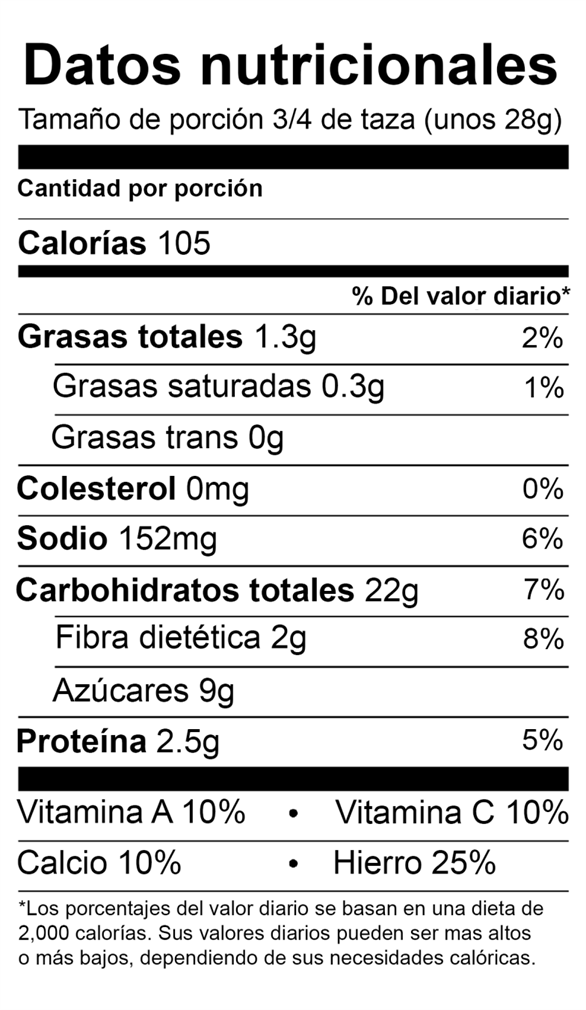 Datos nutricionales
Tamaño de porción 3/4 de taza (unos 28g)
Cantidad por porción
Calorías 105
% Del valor diario*
Grasas totales 1.3g 2%
Grasas saturadas 0.3g 1%
Grasas trans 0g
Colesterol 0mg 0%
Sodio 152mg 6%
Carbohidratos totales 22g 7%
Fibra dietética 2g 8%
Azúcares 9g
Proteína 2.5g 5%
Vitamina A 10% • Vitamina C 10%
Calcio 10% • Hierro 25%
*Los porcentajes del valor diario se basan en una dieta de
2,000 calorías. Sus valores diarios pueden ser mas altos
o más bajos, dependiendo de sus necesidades calóricas.